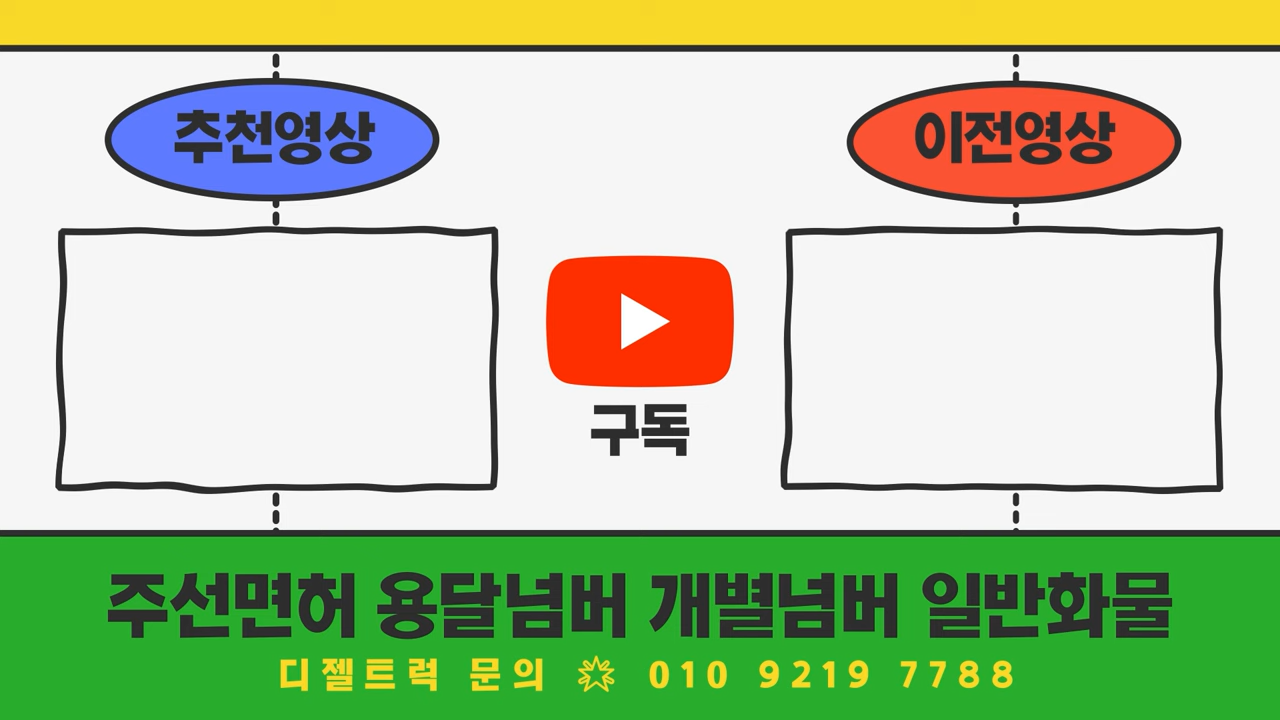 추천영상
이전영상
구독
주선면허 용달넘버 개별넘버 일반화물
디젤트럭 문의 010 9219 7788